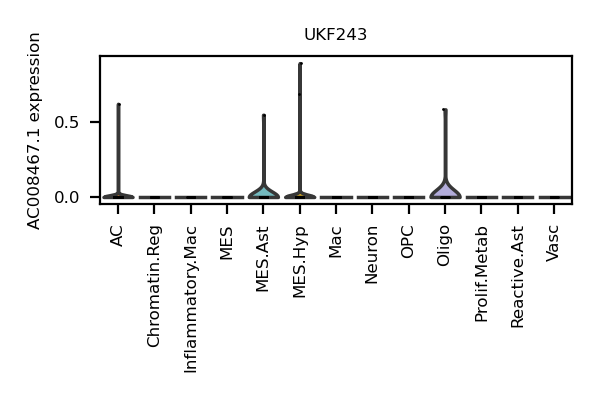 UKF243
AC008467.1 expression
0.5
0.0
AC
Chromatin.Reg
Inflammatory.Mac
MES
MES.Ast
MES.Hyp
Mac
Neuron
OPC
Oligo
Prolif.Metab
Reactive.Ast
Vasc